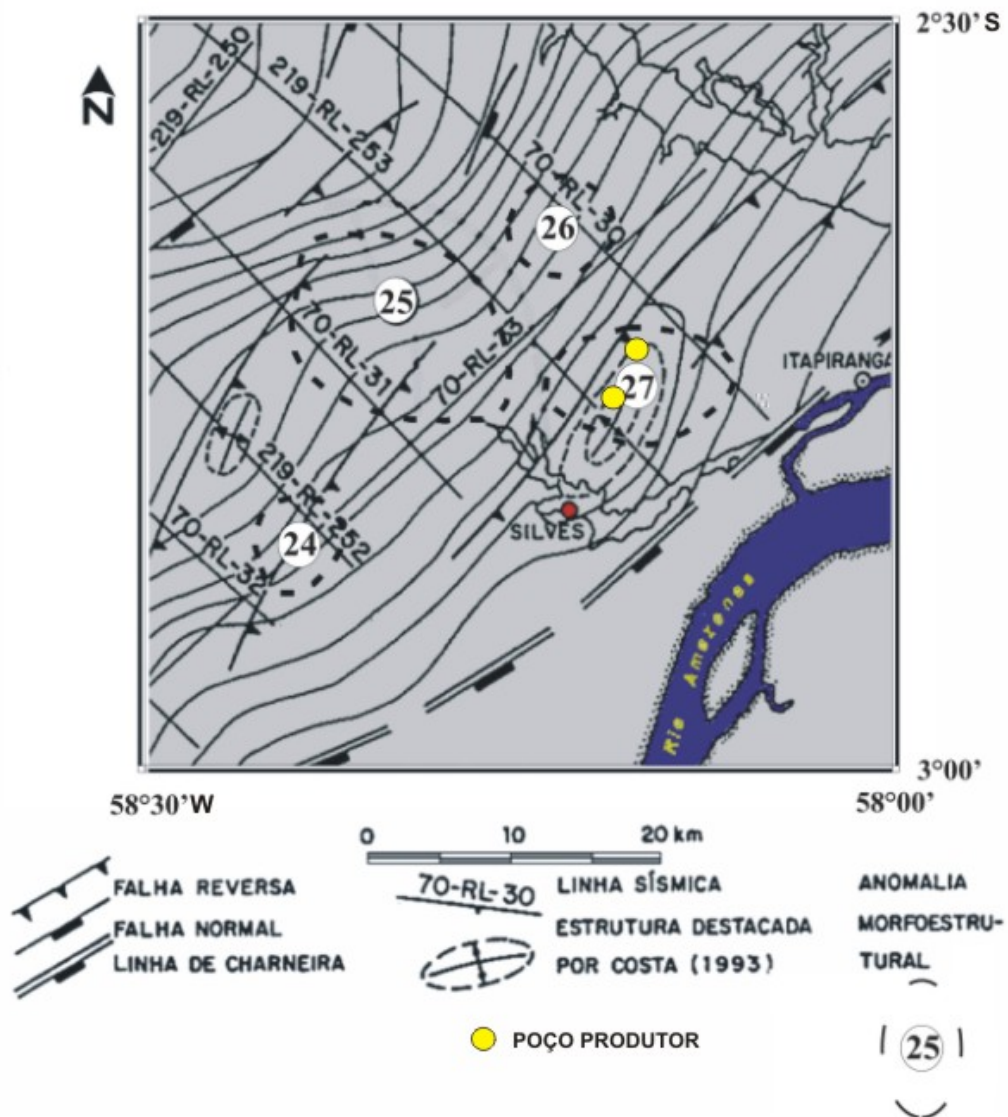 2°30' S
N
219-RL-250
219-RL-253
70-RL-30
26
25
70-RL-31
70-RL-33
27
ITAPIRANGA
219-RL-252
70-RL-32
24
SILVES
Rio Amazonas
3°00'
58°30'W
58°00'
0 10 20 km
FALHA REVERSA
FALHA NORMAL
LINHA DE CHARNEIRA
70-RL-30
LINHA SÍSMICA
ESTRUTURA DESTACADA
POR COSTA (1993)
ANOMALIA
MORFOESTRU-
TURAL
POÇO PRODUTOR
25